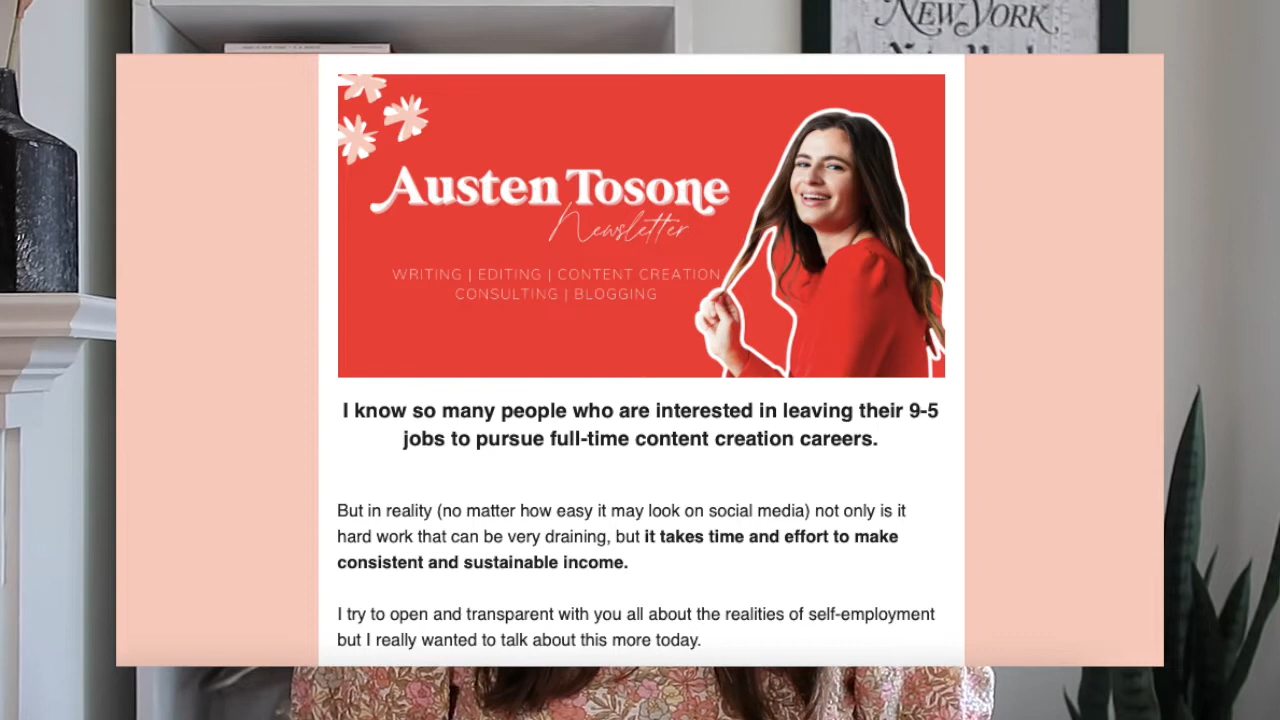 NEW YORK
Austen Tosone
Newsletter
WRITING | EDITING | CONTENT CREATION
CONSULTING | BLOGGING
I know so many people who are interested in leaving their 9-5
jobs to pursue full-time content creation careers.
But in reality (no matter how easy it may look on social media) not only is it
hard work that can be very draining, but it takes time and effort to make
consistent and sustainable income.
I try to open and transparent with you all about the realities of self-employment
but I really wanted to talk about this more today.